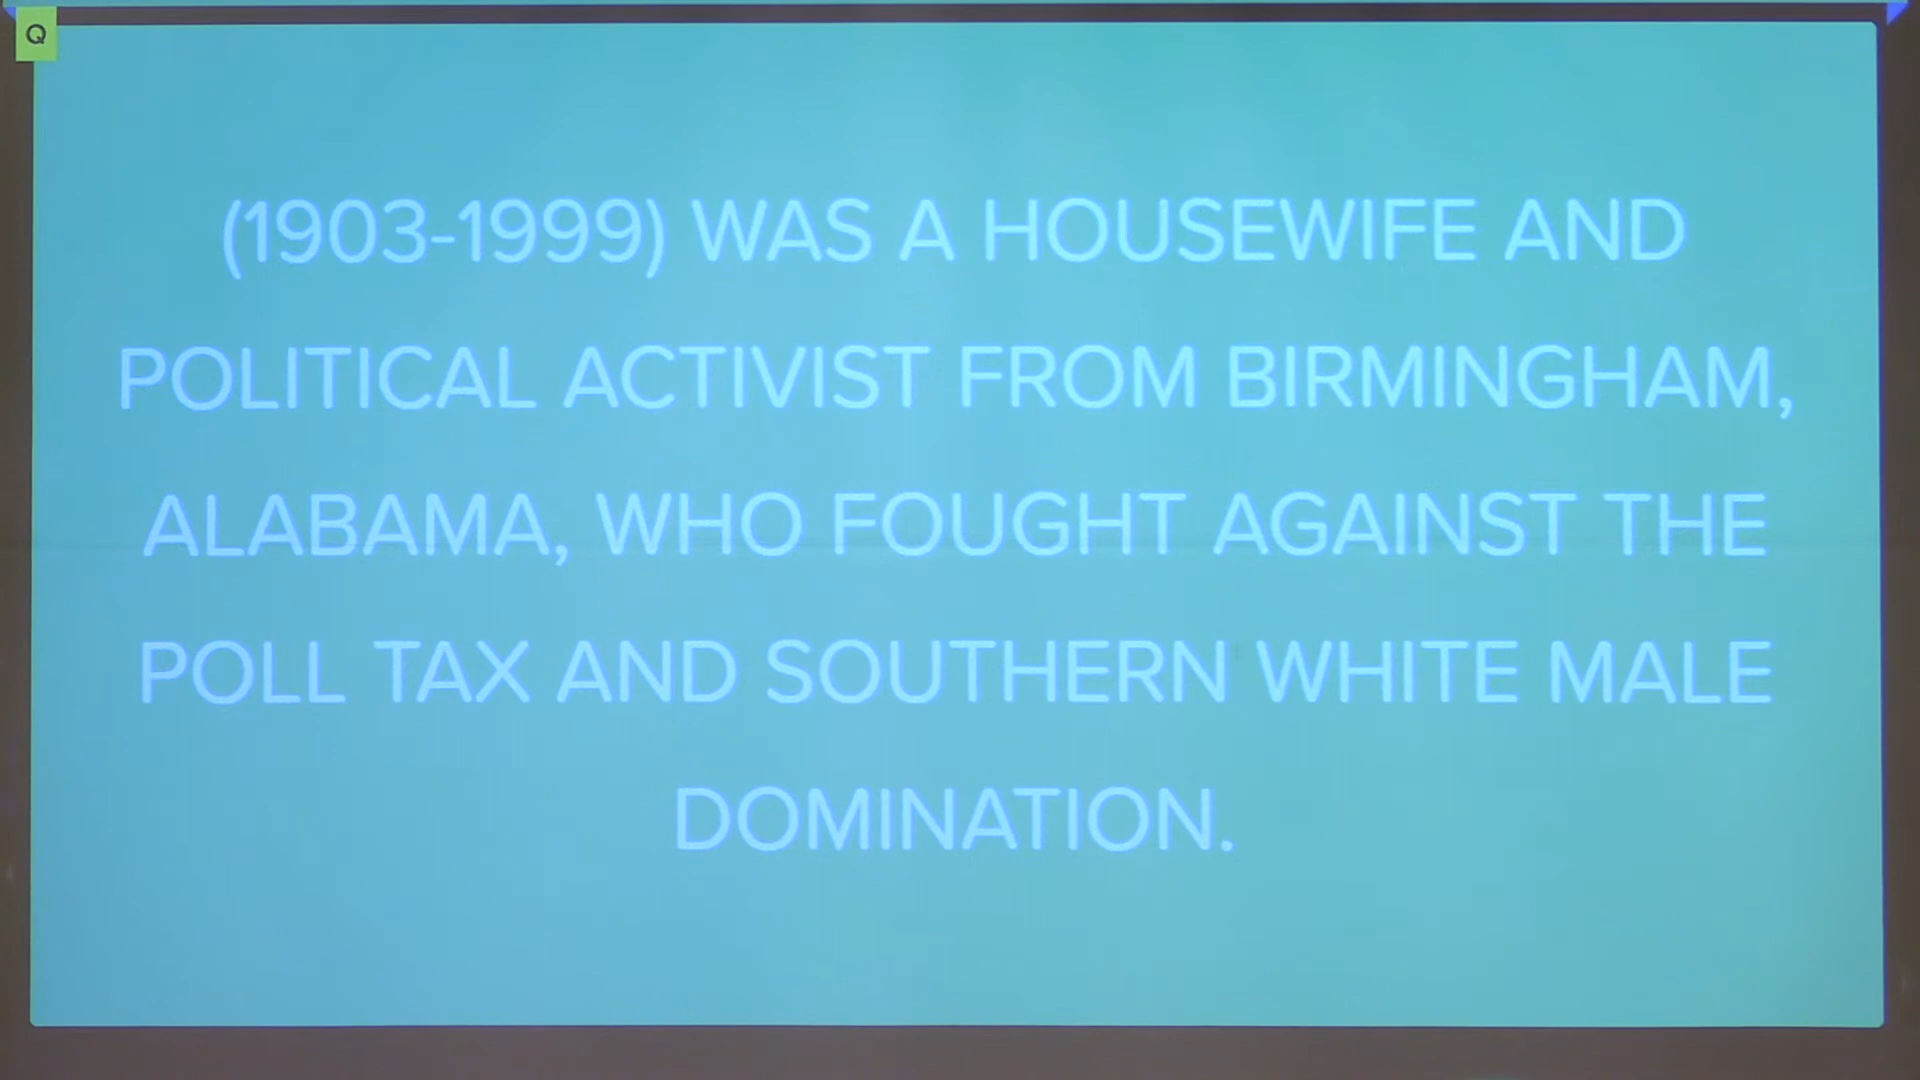 Q
(1903-1999) WAS A HOUSEWIFE AND
POLITICAL ACTIVIST FROM BIRMINGHAM,
ALABAMA, WHO FOUGHT AGAINST THE
POLL TAX AND SOUTHERN WHITE MALE
DOMINATION.